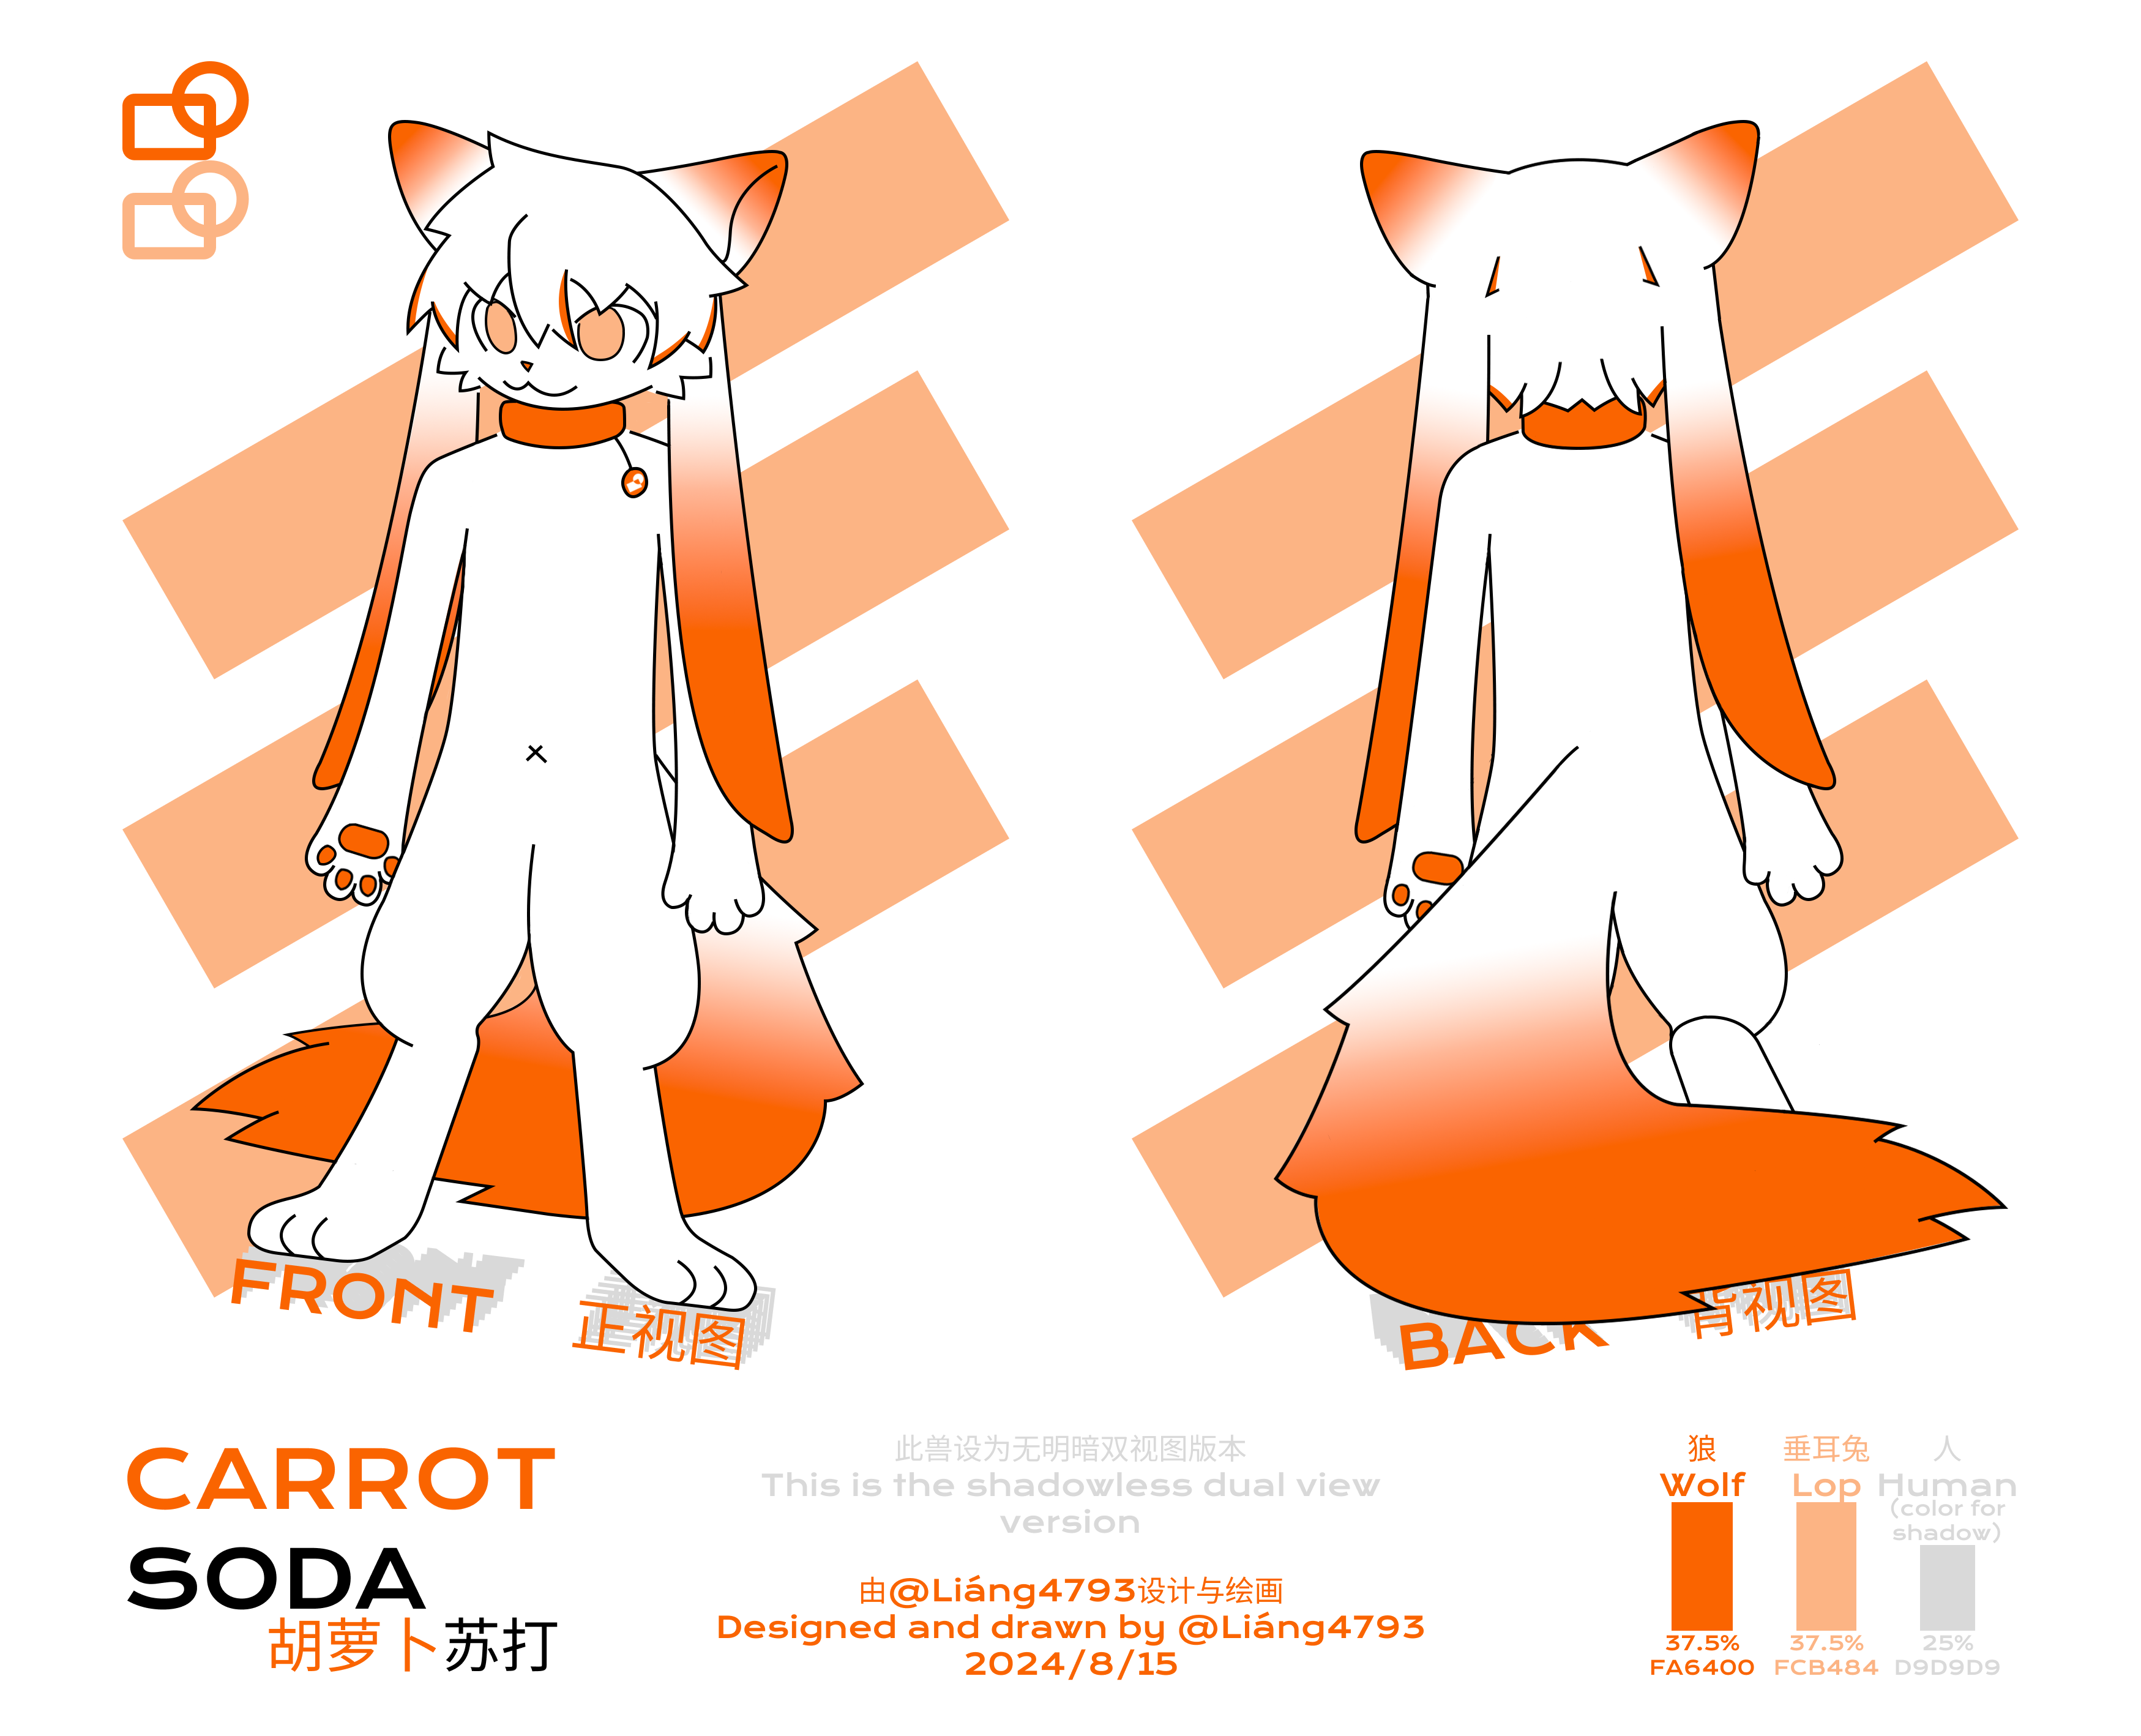 FRONT
正视图
BACK
背视图
CARROT
SODA
胡萝卜苏打
此兽设为无明暗双视图版本
This is the shadowless dual view
version
由@Liáng4793设计与绘画
Designed and drawn by @Liáng4793
2024/8/15
狼
Wolf
37.5%
FA6400
垂耳兔
Lop
37.5%
FCB484
人
Human
(color for
shadow)
25%
D9D9D9